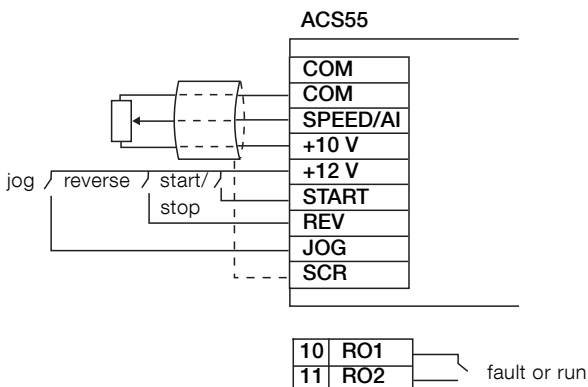 ACS55
COM
COM
SPEED/AI
+10 V
+12 V
START
REV
JOG
SCR
jog reverse start/
stop
10 RO1
11 RO2
fault or run